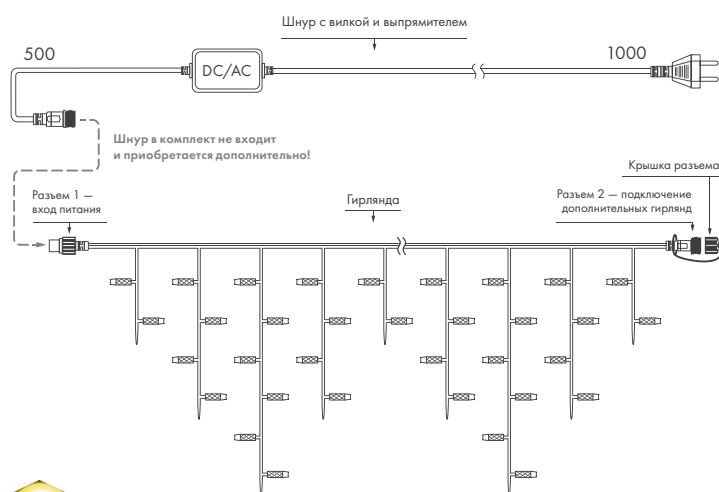 Шнур с вилкой и выпрямителем
500
DC/AC
1000
Шнур в комплект не входит
и приобретается дополнительно!
Крышка разъема
Разъем 1 —
вход питания
Гирлянда
Разъем 2 — подключение
дополнительных гирлянд